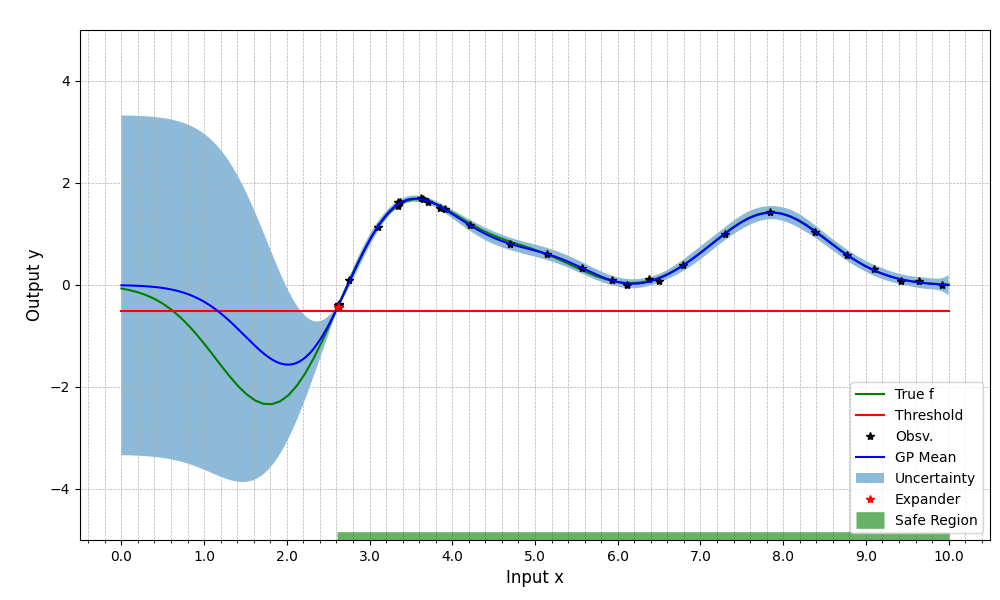 4
2
0
−2
−4
Output y
0.0 1.0 2.0 3.0 4.0 5.0 6.0 7.0 8.0 9.0 10.0
Input x
True f
Threshold
Obsv.
GP Mean
Uncertainty
Expander
Safe Region